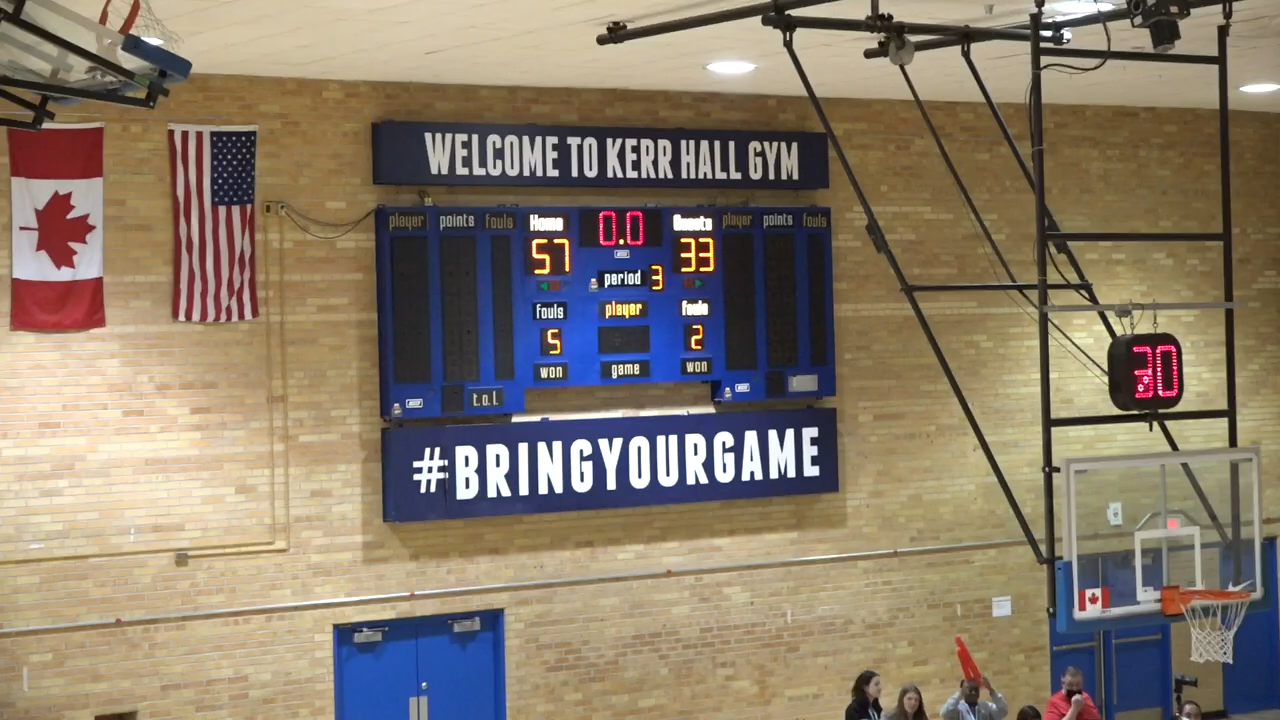 WELCOME TO KERR HALL GYM
player points fouls Home 0.0 Guests player points fouls
57 33
period 3
fouls player fouls
5 2
won game won
t.o.l.
30
#BRINGYOURGAME